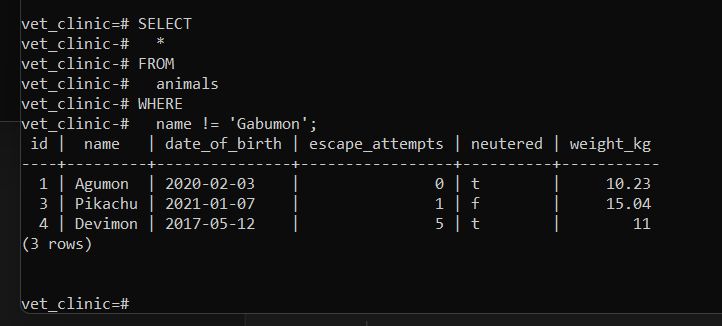 vet_clinic=# SELECT
vet_clinic-#   *
vet_clinic-# FROM
vet_clinic-#   animals
vet_clinic-# WHERE
vet_clinic-#   name != 'Gabumon';
 id |  name   | date_of_birth | escape_attempts | neutered | weight_kg
----+---------+---------------+-----------------+----------+-----------
  1 | Agumon  | 2020-02-03    |               0 | t        |     10.23
  3 | Pikachu | 2021-01-07    |               1 | f        |     15.04
  4 | Devimon | 2017-05-12    |               5 | t        |        11
(3 rows)
vet_clinic=#